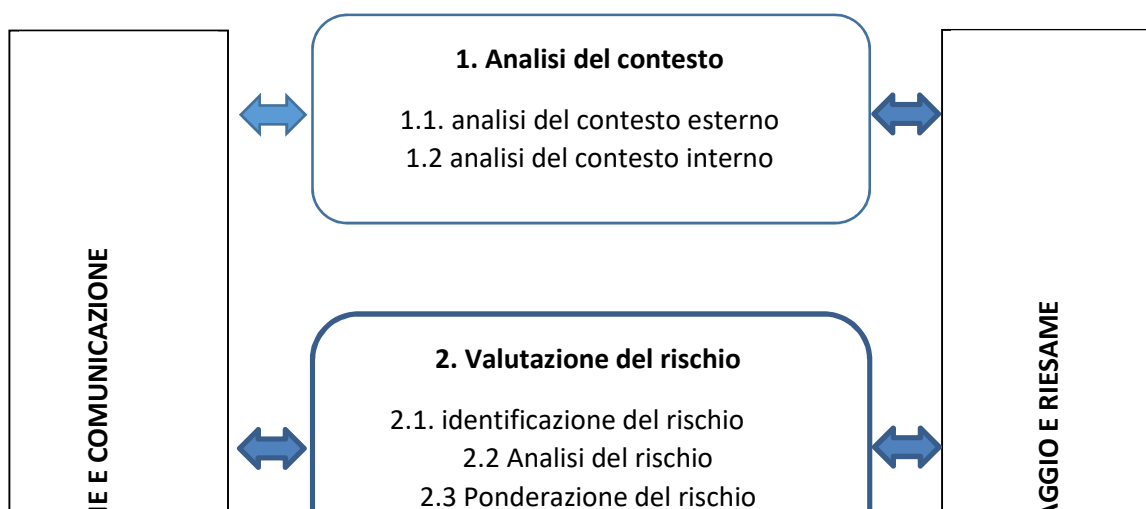 1. Analisi del contesto
1.1. analisi del contesto esterno
1.2 analisi del contesto interno
E COMUNICAZIONE
2. Valutazione del rischio
2.1. identificazione del rischio
2.2 Analisi del rischio
2.3 Ponderazione del rischio
E RIESAME